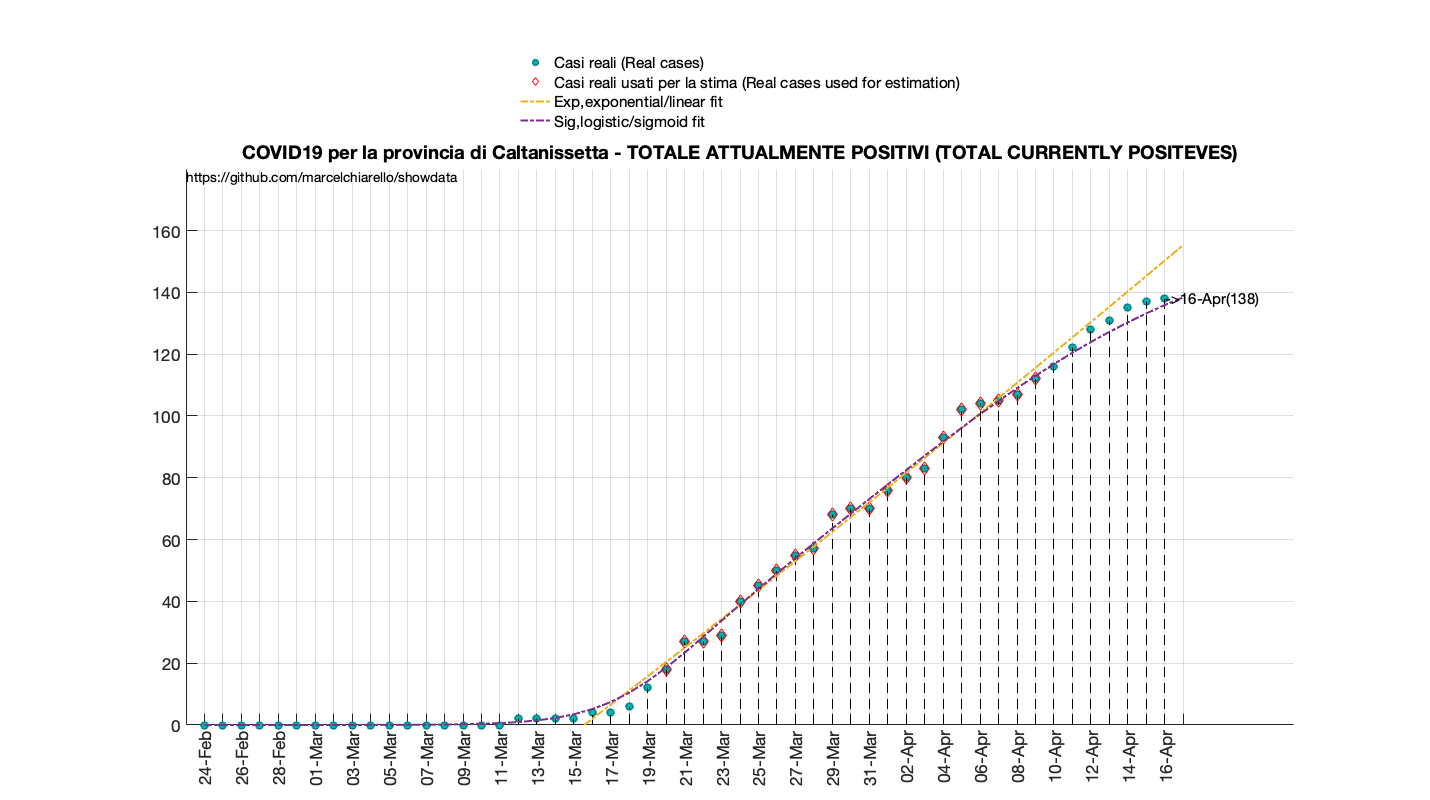 Casi reali (Real cases)
Casi reali usati per la stima (Real cases used for estimation)
Exp,exponential/linear fit
Sig,logistic/sigmoid fit
COVID19 per la provincia di Caltanissetta - TOTALE ATTUALMENTE POSITIVI (TOTAL CURRENTLY POSITEVES)
https://github.com/marcelchiarello/showdata
160
140
120
100
80
60
40
20
0
->16-Apr(138)
24-Feb
26-Feb
28-Feb
01-Mar
03-Mar
05-Mar
07-Mar
09-Mar
11-Mar
13-Mar
15-Mar
17-Mar
19-Mar
21-Mar
23-Mar
25-Mar
27-Mar
29-Mar
31-Mar
02-Apr
04-Apr
06-Apr
08-Apr
10-Apr
12-Apr
14-Apr
16-Apr